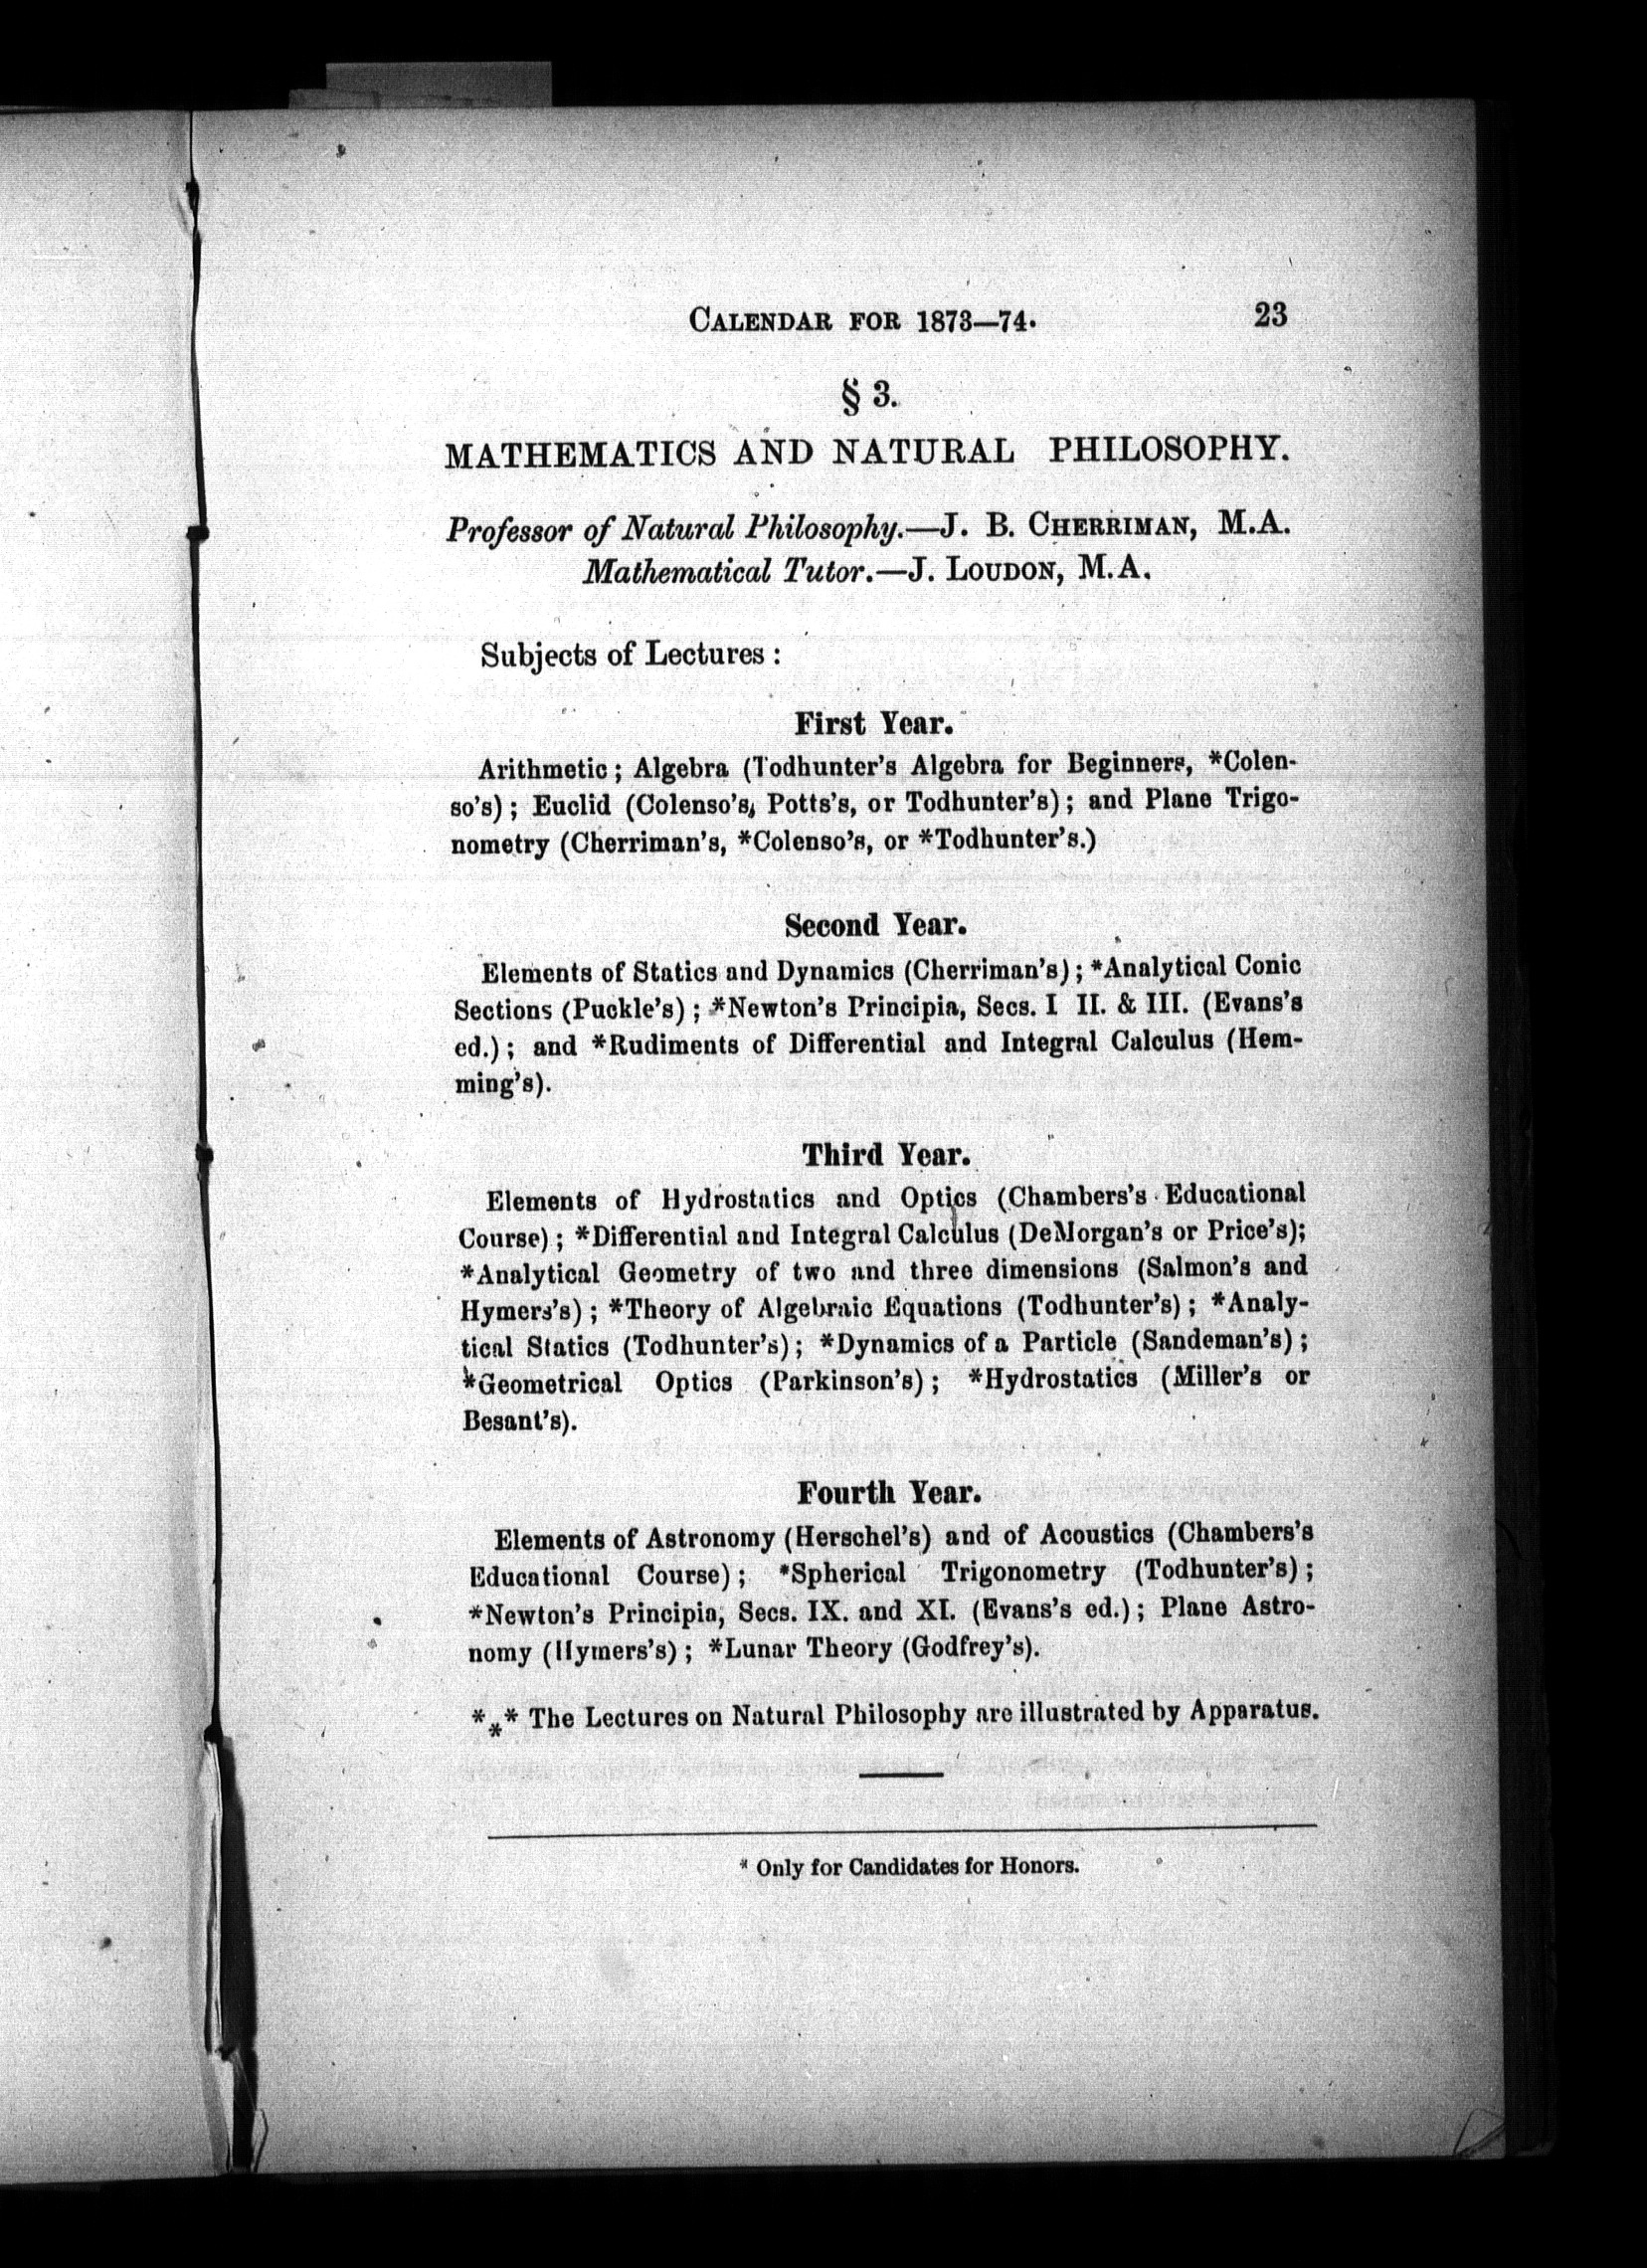 CALENDAR FOR 1873—74. 23
§ 3.
MATHEMATICS AND NATURAL PHILOSOPHY.
Professor of Natural Philosophy.—J. B. CHERRIMAN, M.A.
Mathematical Tutor.—J. LOUDON, M.A.
Subjects of Lectures :
First Year.
Arithmetic ; Algebra (Todhunter's Algebra for Beginners, *Colen-
so's) ; Euclid (Colenso's, Potts's, or Todhunter's) ; and Plane Trigo-
nometry (Cherriman's, *Colenso's, or *Todhunter's.)
Second Year.
Elements of Statics and Dynamics (Cherriman's) ; *Analytical Conic
Sections (Puckle's) ; *Newton's Principia, Secs. I II. & III. (Evans's
ed.) ; and *Rudiments of Differential and Integral Calculus (Hem-
ming's).
Third Year.
Elements of Hydrostatics and Optics (Chambers's Educational
Course) ; *Differential and Integral Calculus (DeMorgan's or Price's);
*Analytical Geometry of two and three dimensions (Salmon's and
Hymers's) ; *Theory of Algebraic Equations (Todhunter's) ; *Analy-
tical Statics (Todhunter's) ; *Dynamics of a Particle (Sandeman's) ;
*Geometrical Optics (Parkinson's) ; *Hydrostatics (Miller's or
Besant's).
Fourth Year.
Elements of Astronomy (Herschel's) and of Acoustics (Chambers's
Educational Course) ; *Spherical Trigonometry (Todhunter's) ;
*Newton's Principia, Secs. IX. and XI. (Evans's ed.) ; Plane Astro-
nomy (Hymers's) ; *Lunar Theory (Godfrey's).
*** The Lectures on Natural Philosophy are illustrated by Apparatus.
* Only for Candidates for Honors.